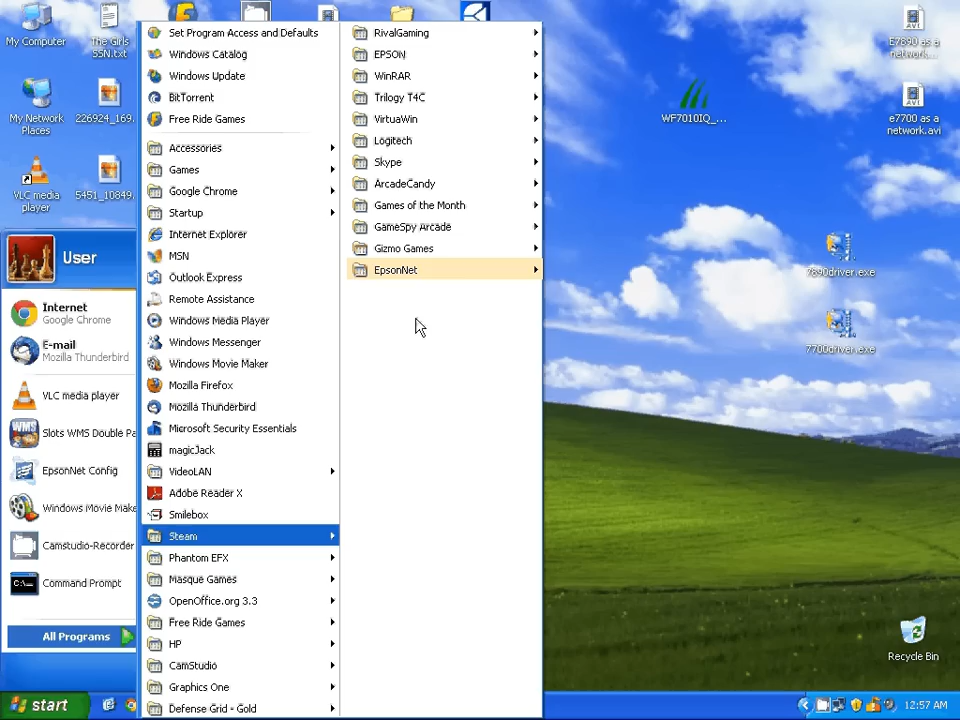 My Computer
The Girls
SSN.txt
My Network
Places
226924_169.
VLC media
player
5451_10849.
User
Internet
Google Chrome
E-mail
Mozilla Thunderbird
VLC media player
Slots WMS Double Pa
EpsonNet Config
Windows Movie Make
Camstudio-Recorder
Command Prompt
All Programs
start
Set Program Access and Defaults
Windows Catalog
Windows Update
BitTorrent
Free Ride Games
Accessories
Games
Google Chrome
Startup
Internet Explorer
MSN
Outlook Express
Remote Assistance
Windows Media Player
Windows Messenger
Windows Movie Maker
Mozilla Firefox
Mozilla Thunderbird
Microsoft Security Essentials
magicJack
VideoLAN
Adobe Reader X
Smilebox
Steam
Phantom EFX
Masque Games
OpenOffice.org 3.3
Free Ride Games
HP
CamStudio
Graphics One
Defense Grid - Gold
RivalGaming
EPSON
WinRAR
Trilogy T4C
VirtuaWin
Logitech
Skype
ArcadeCandy
Games of the Month
GameSpy Arcade
Gizmo Games
EpsonNet
WF7010IQ_...
E7890 as a
network....
AVI
e7700 as a
network.avi
7890driver.exe
7700driver.exe
Recycle Bin
12:57 AM